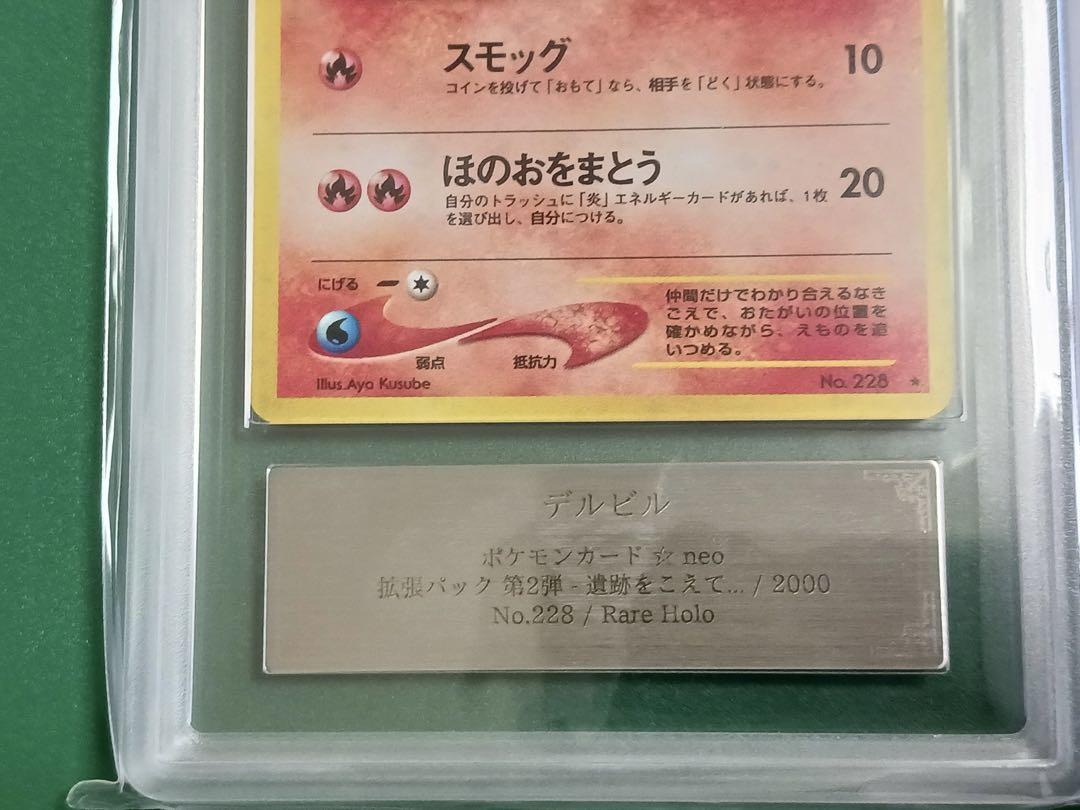 スモッグ 10
コインを投げて「おもて」なら、相手を「どく」状態にする。
ほのおをまとう 20
自分のトラッシュに「炎」エネルギーカードがあれば、1枚
を選び出し、自分につける。
にげる
弱点 抵抗力
仲間だけでわかり合えるなき
ごえで、おたがいの位置を
確かめながら、えものを追
いつめる。
Illus.Aya Kusube
No. 228 ★
デルビル
ポケモンカード ☆ neo
拡張パック 第2弾 - 遺跡をこえて... / 2000
No.228 / Rare Holo